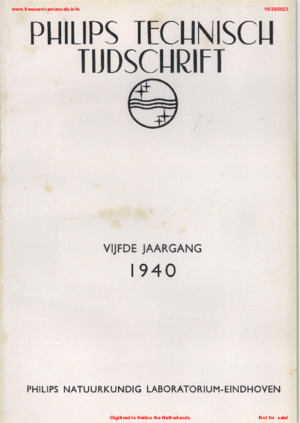 www.freeservicemanuals.info 10/29/2023
PHILIPS TECHNISCH
TIJDSCHRIFT
VIJFDE JAARGANG
1940
PHILIPS NATUURKUNDIG LABORATORIUM-EINDHOVEN
Digitized in Heiloo the Netherlands Not for sale!